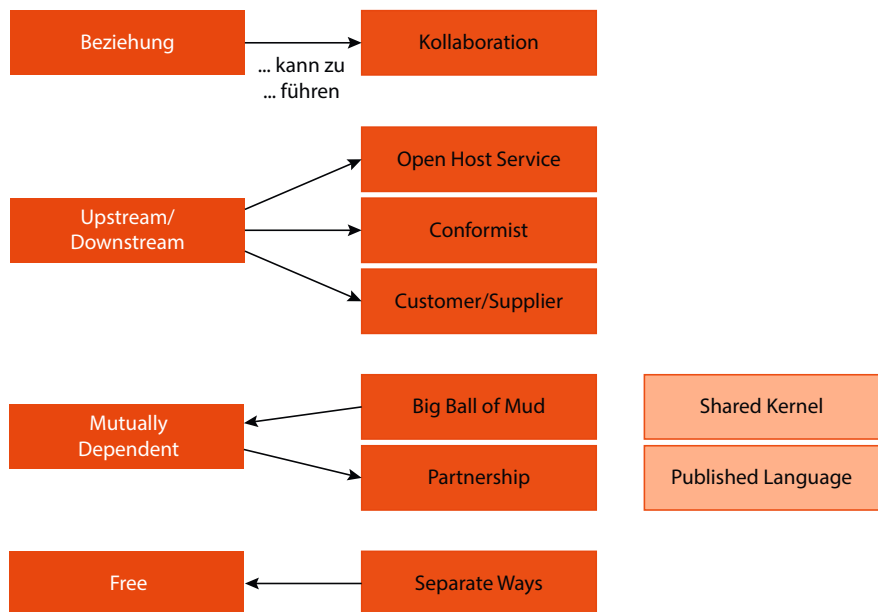 Beziehung
Kollaboration
... kann zu
... führen
Open Host Service
Upstream/
Downstream
Conformist
Customer/Supplier
Big Ball of Mud
Shared Kernel
Mutually
Dependent
Partnership
Published Language
Free
Separate Ways